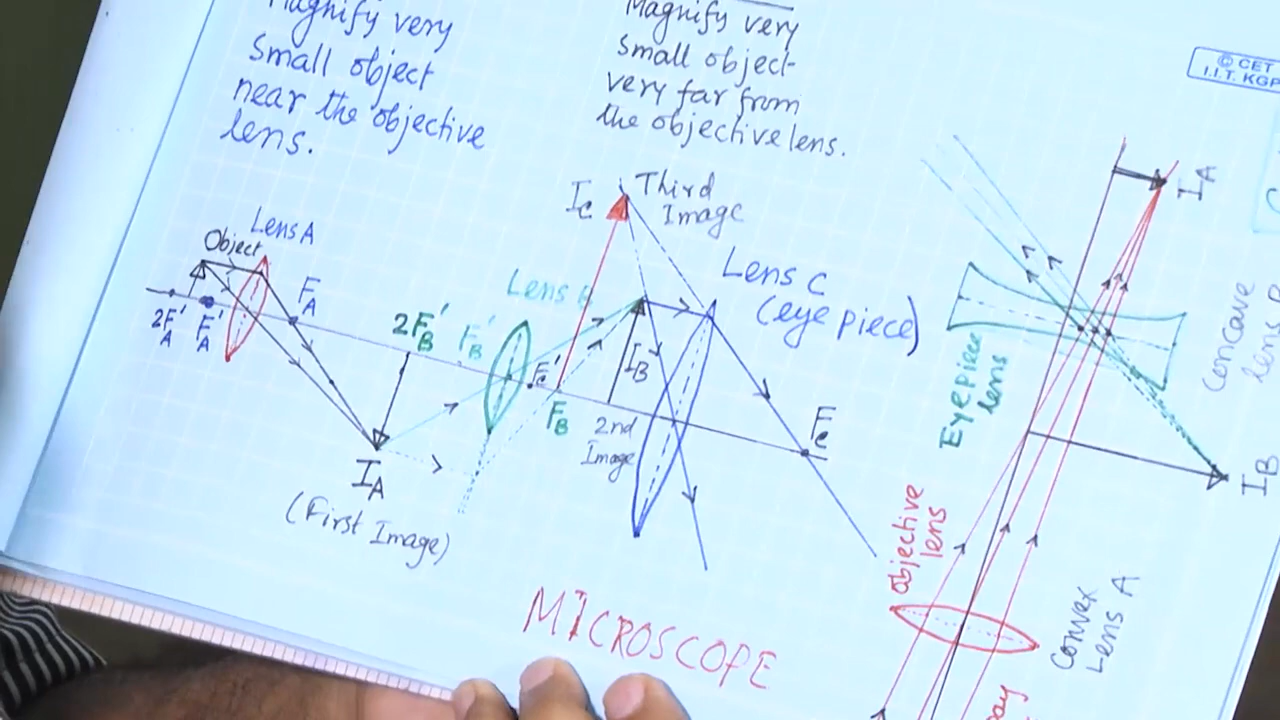 Magnify very
small object
near the objective
lens.
Magnify very
small object
very far from
the objective lens.
© CET
I.I.T. KGP
Lens A
Object
2F'A
F'A
FA
IA
(First Image)
2F'B
F'B
Lens
FB
Fc'
Ic
Third
Image
IB
2nd
Image
Lens C
(eye piece)
Fc
MICROSCOPE
IA
Eyepiece
lens
Concave
Lens B
IB
Objective
lens
Convex
Lens A